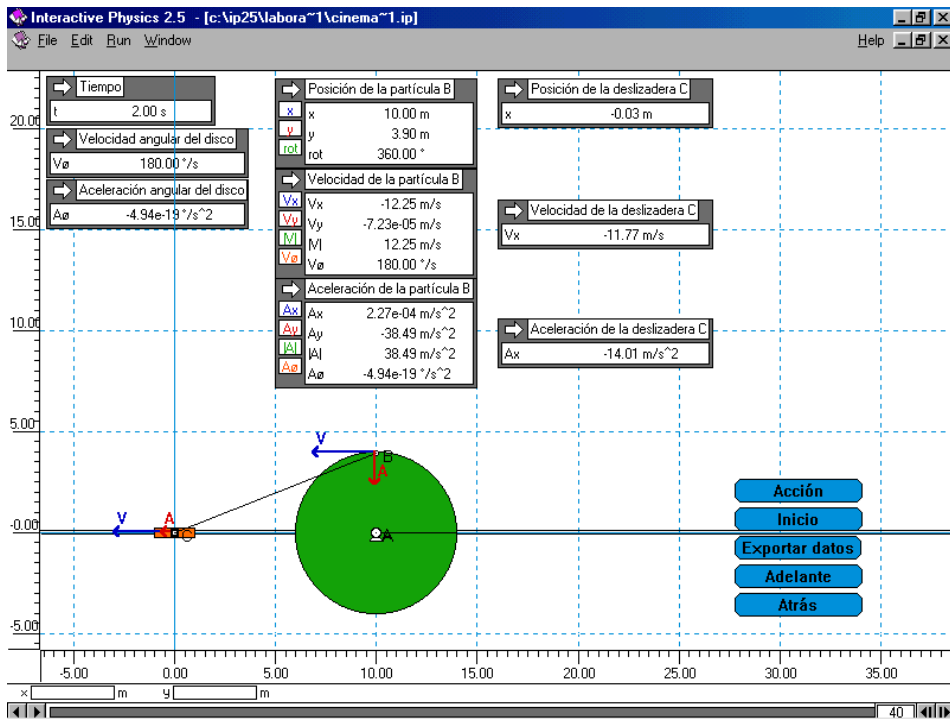 Interactive Physics 2.5 - [c:\ip25\labora~1\cinema~1.ip]
File Edit Run Window Help
Tiempo
t 2.00 s
Velocidad angular del disco
Vø 180.00 °/s
Aceleración angular del disco
Aø -4.94e-19 °/s^2
Posición de la partícula B
x x 10.00 m
y y 3.90 m
rot rot 360.00 °
Velocidad de la partícula B
Vx Vx -12.25 m/s
Vy Vy -7.23e-05 m/s
|V| |V| 12.25 m/s
Vø Vø 180.00 °/s
Aceleración de la partícula B
Ax Ax 2.27e-04 m/s^2
Ay Ay -38.49 m/s^2
|A| |A| 38.49 m/s^2
Aø Aø -4.94e-19 °/s^2
Posición de la deslizadera C
x -0.03 m
Velocidad de la deslizadera C
Vx -11.77 m/s
Aceleración de la deslizadera C
Ax -14.01 m/s^2
20.00
15.00
10.00
5.00
-0.00
-5.00
V
B
A
V
A
C
A
Acción
Inicio
Exportar datos
Adelante
Atrás
-5.00 0.00 5.00 10.00 15.00 20.00 25.00 30.00 35.00
x m y m
40